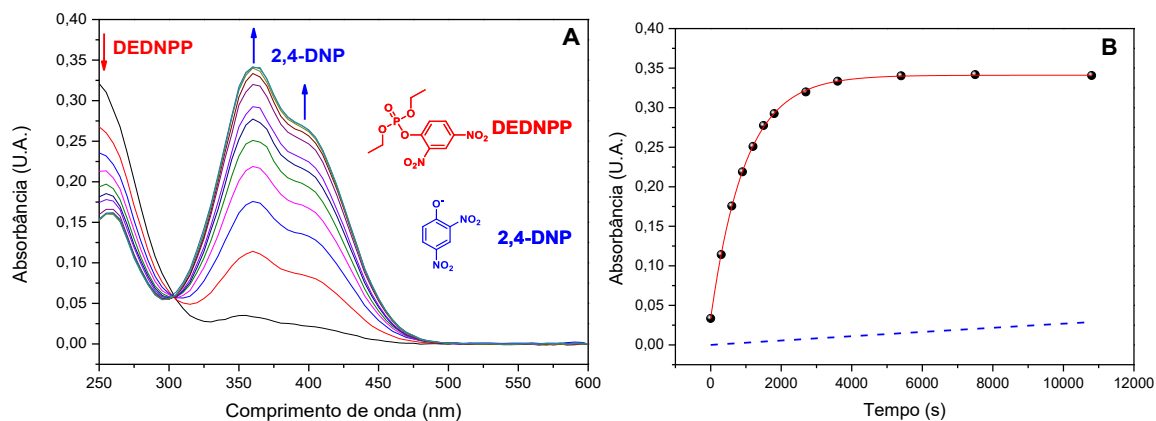 A
DEDNPP
2,4-DNP
O
O
P
O
O
NO₂
O₂N
DEDNPP
O⁻
NO₂
NO₂
2,4-DNP
0,40
0,35
0,30
0,25
0,20
0,15
0,10
0,05
0,00
Absorbância (U.A.)
250 300 350 400 450 500 550 600
Comprimento de onda (nm)
B
0,40
0,35
0,30
0,25
0,20
0,15
0,10
0,05
0,00
Absorbância (U.A.)
0 2000 4000 6000 8000 10000 12000
Tempo (s)